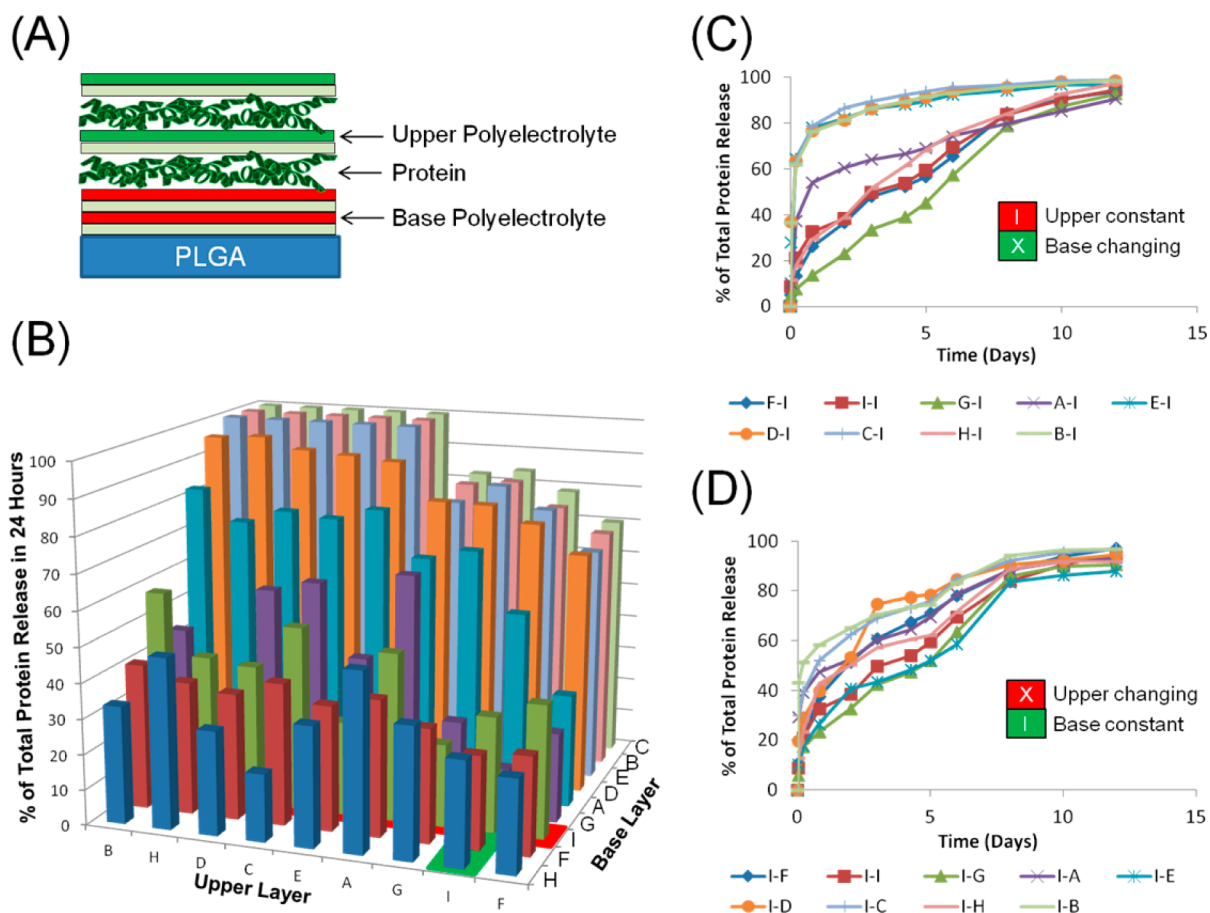 (A)
Upper Polyelectrolyte
Protein
Base Polyelectrolyte
PLGA
(B)
% of Total Protein Release in 24 Hours
100
90
80
70
60
50
40
30
20
10
0
B H D C E A G I F
Upper Layer
C
B
E
D
A
G
I
F
H
Base Layer
(C)
% of Total Protein Release
100
80
60
40
20
0
0 5 10 15
Time (Days)
I Upper constant
X Base changing
F-I I-I G-I A-I E-I
D-I C-I H-I B-I
(D)
% of Total Protein Release
100
80
60
40
20
0
0 5 10 15
Time (Days)
X Upper changing
I Base constant
I-F I-I I-G I-A I-E
I-D I-C I-H I-B